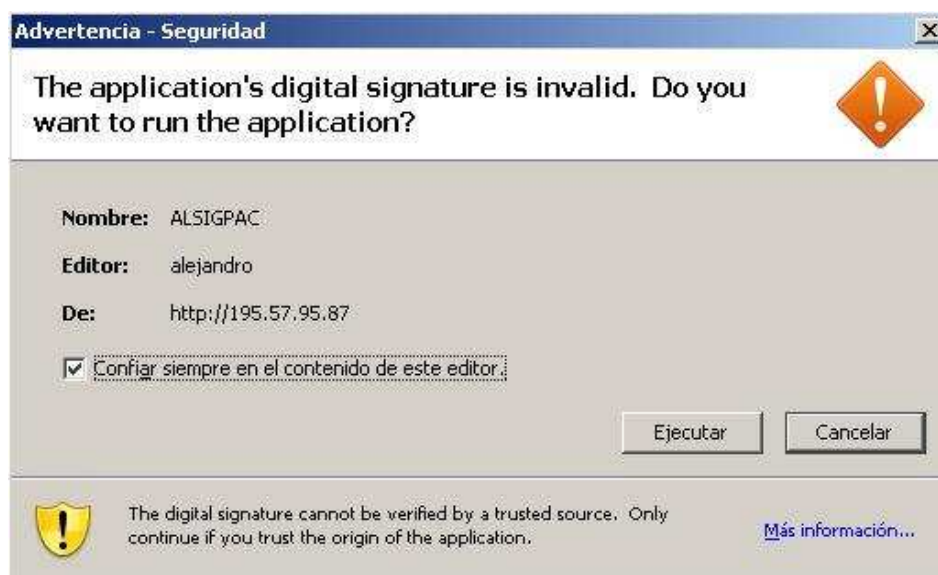 Advertencia - Seguridad
The application's digital signature is invalid. Do you
want to run the application?
Nombre: ALSIGPAC
Editor: alejandro
De: http://195.57.95.87
Confiar siempre en el contenido de este editor.
Ejecutar Cancelar
The digital signature cannot be verified by a trusted source. Only
continue if you trust the origin of the application.
Más información...